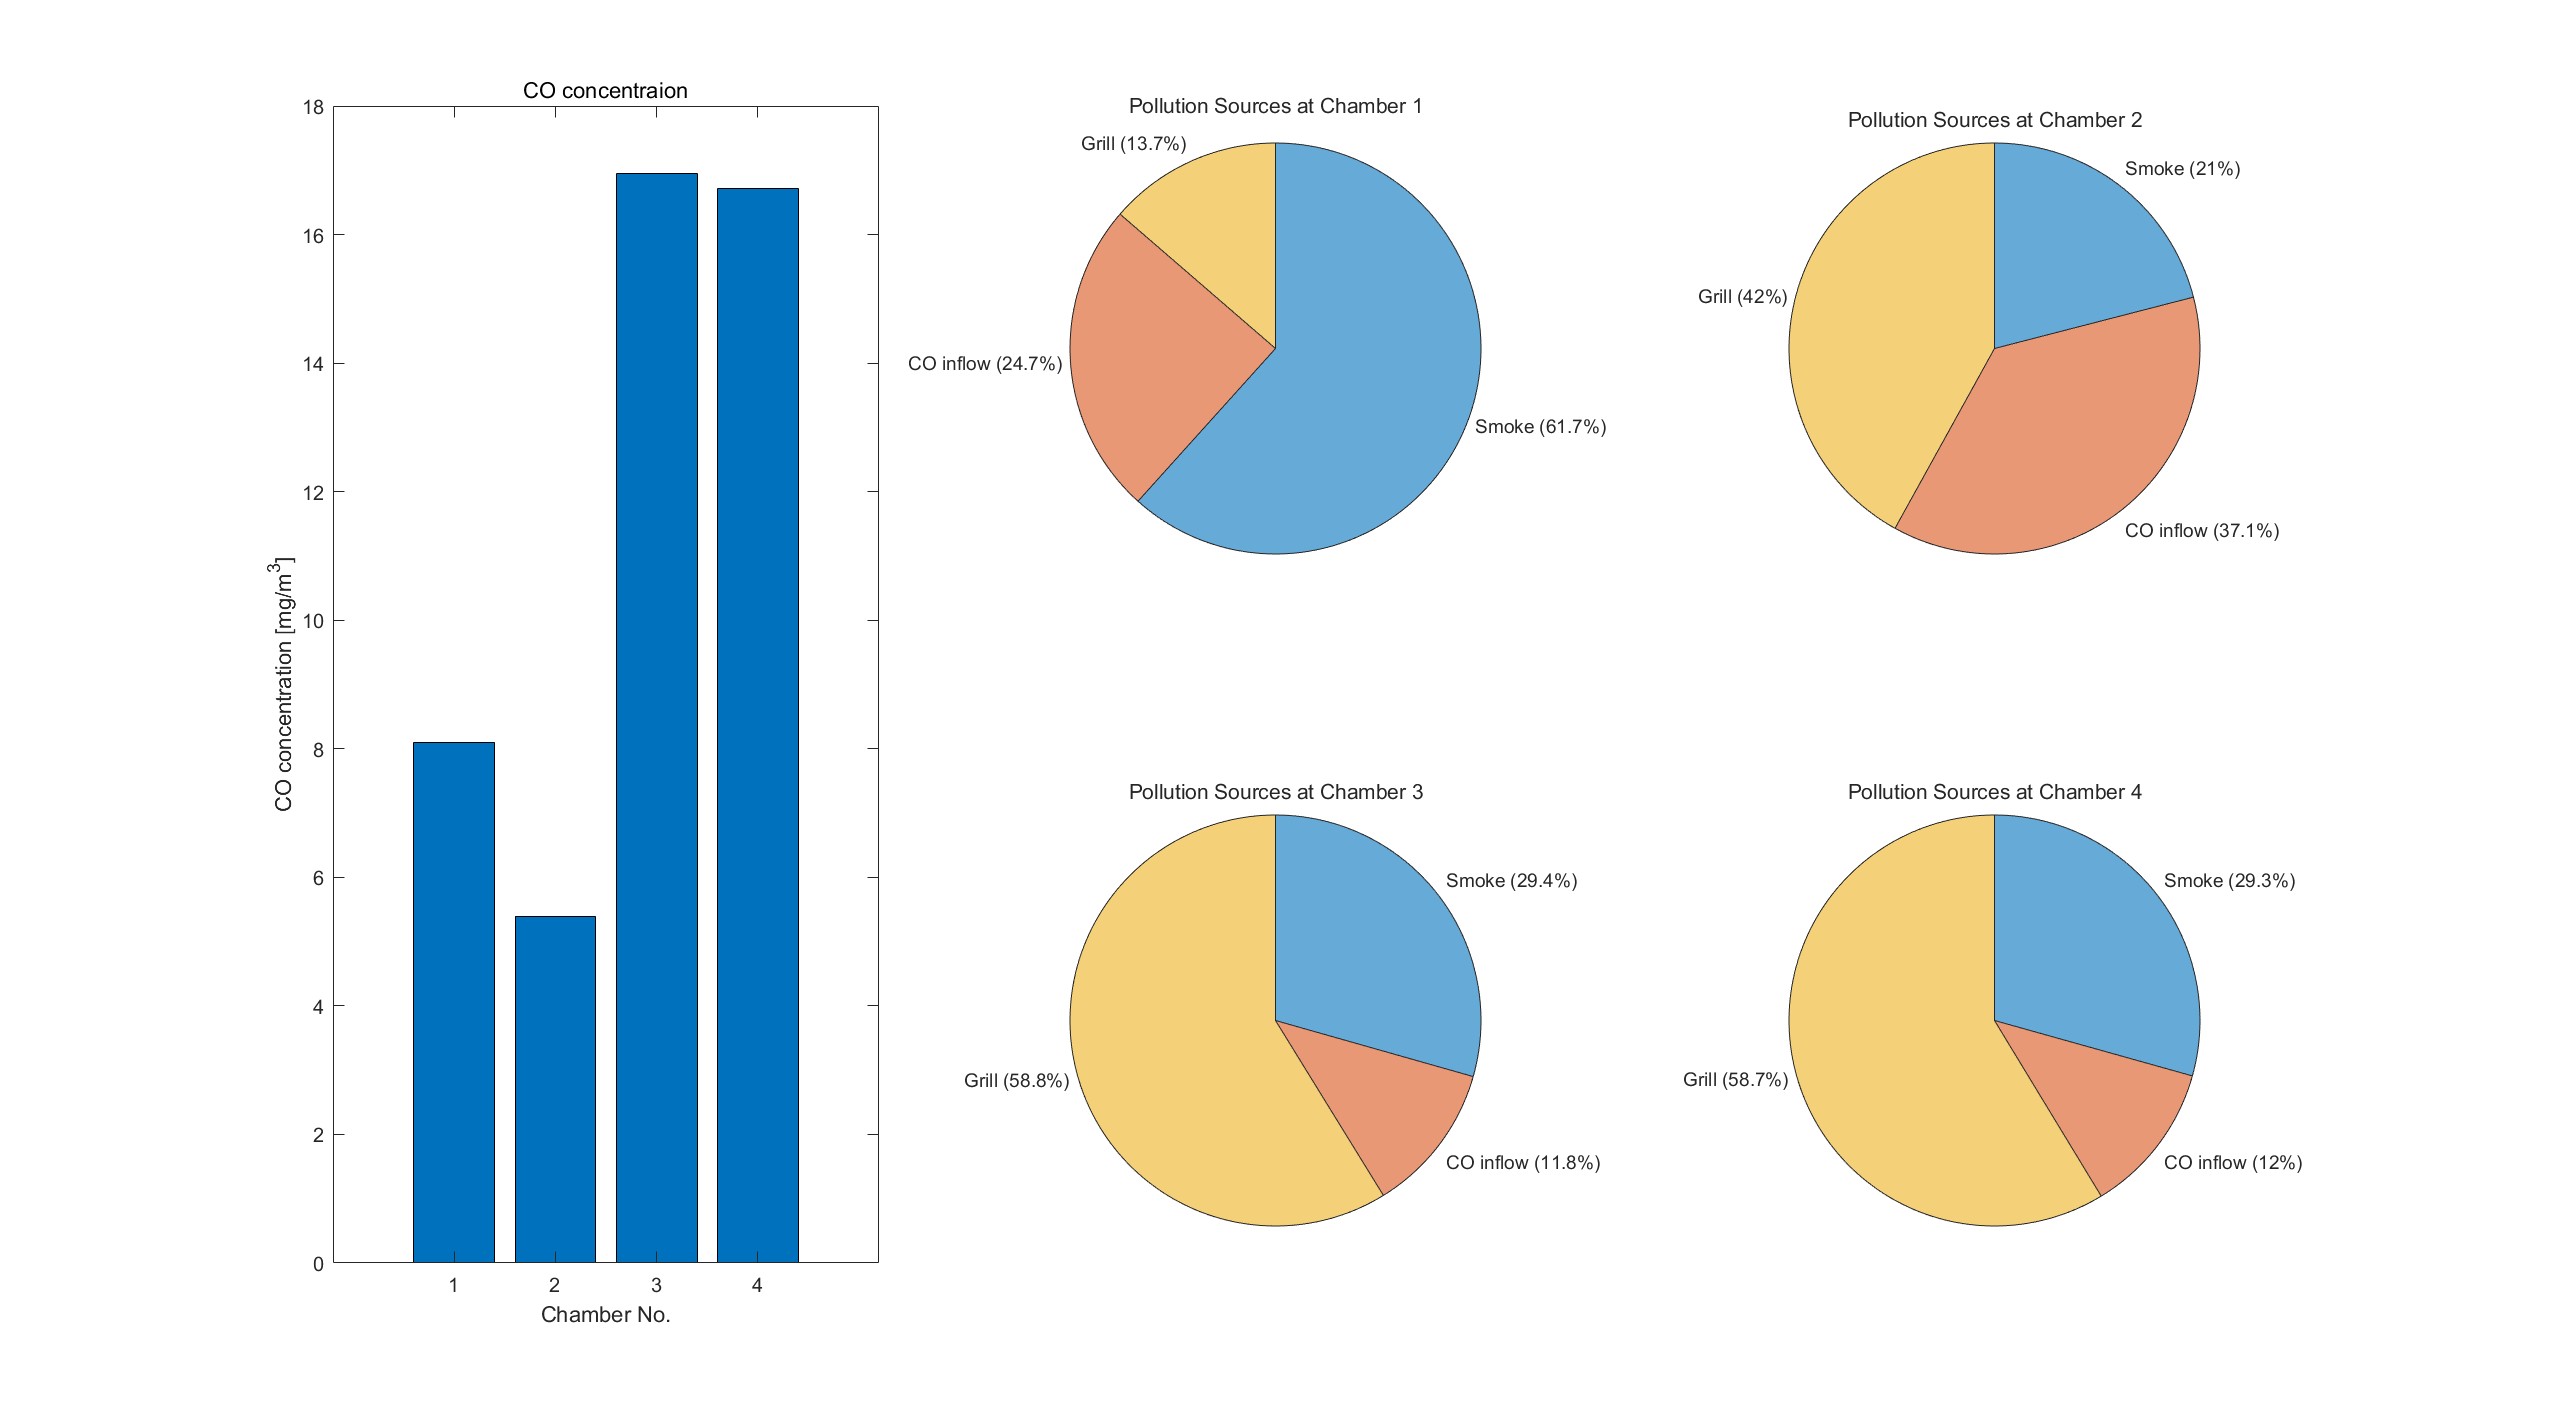 CO concentraion
18
16
14
12
10
8
6
4
2
0
CO concentration [mg/m³]
1 2 3 4
Chamber No.
Pollution Sources at Chamber 1
Grill (13.7%)
CO inflow (24.7%)
Smoke (61.7%)
Pollution Sources at Chamber 2
Smoke (21%)
Grill (42%)
CO inflow (37.1%)
Pollution Sources at Chamber 3
Smoke (29.4%)
Grill (58.8%)
CO inflow (11.8%)
Pollution Sources at Chamber 4
Smoke (29.3%)
Grill (58.7%)
CO inflow (12%)